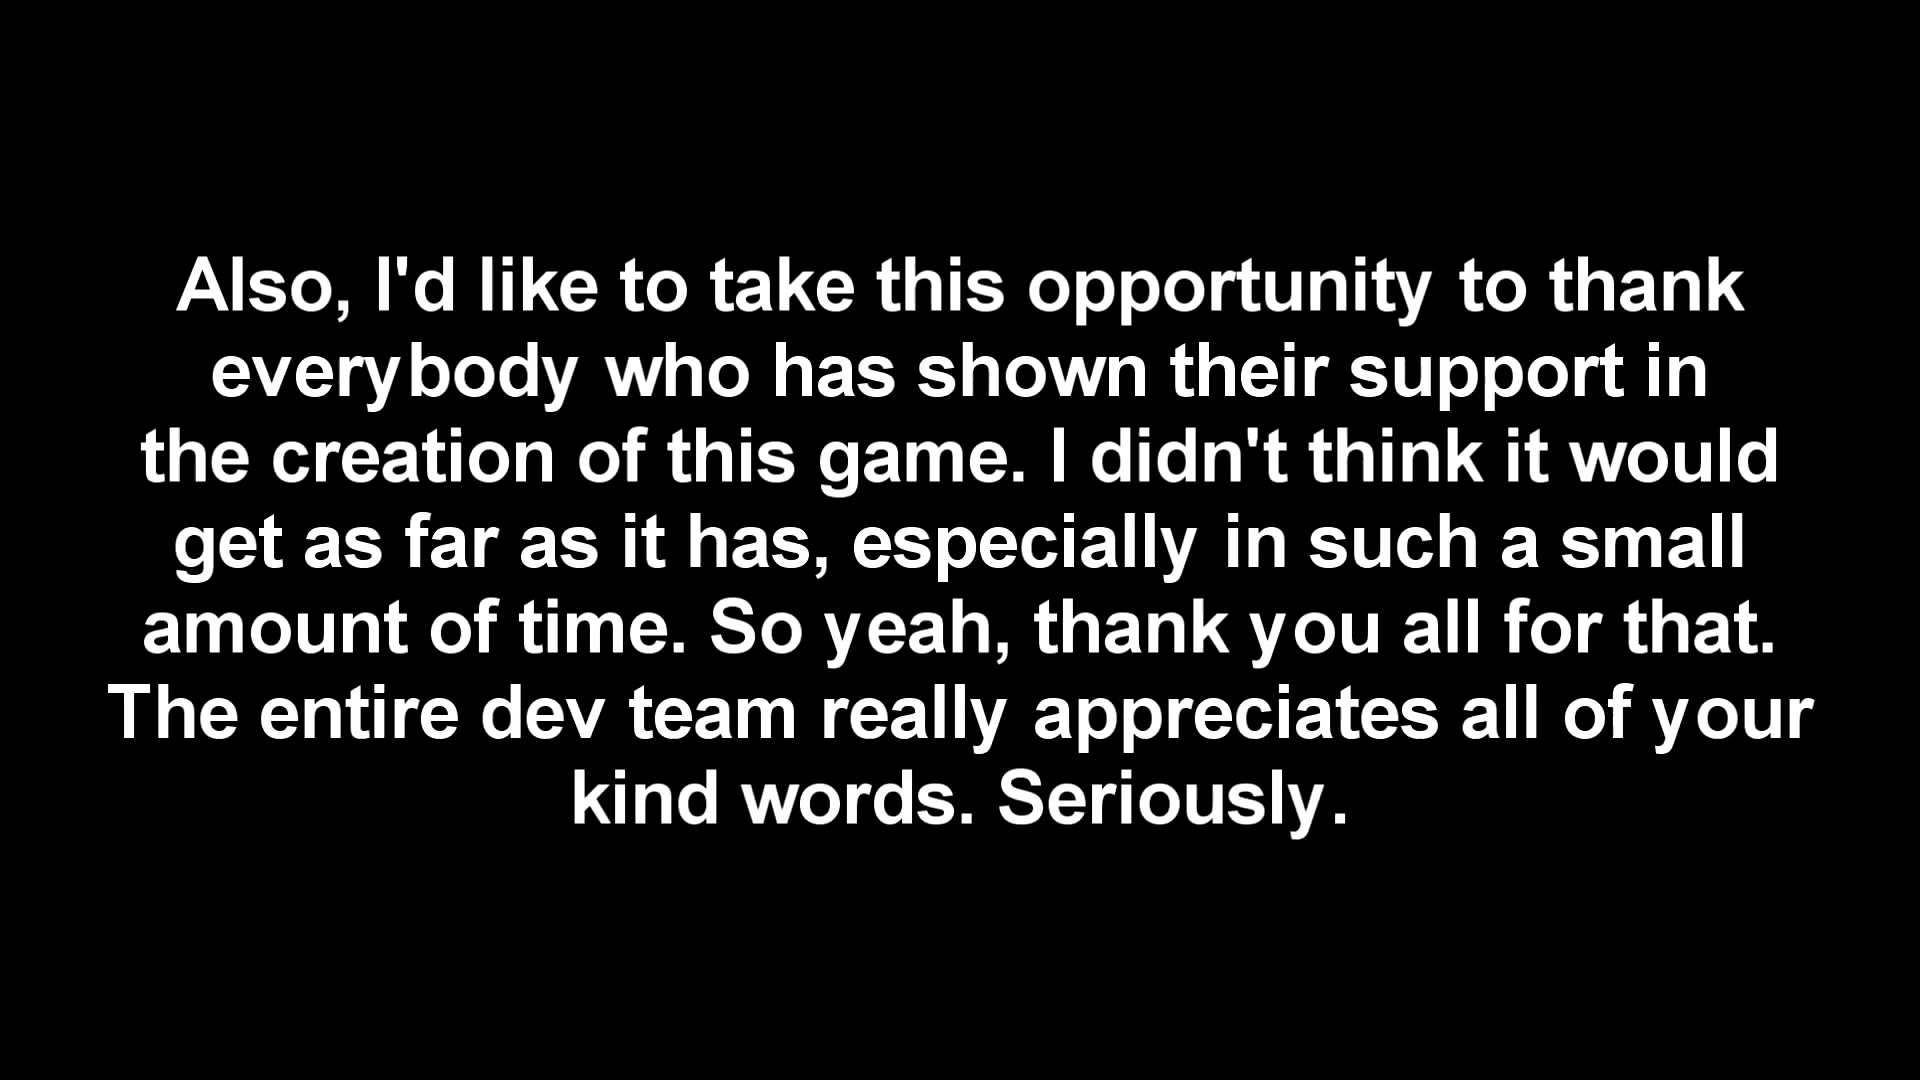 Also, I'd like to take this opportunity to thank
everybody who has shown their support in
the creation of this game. I didn't think it would
get as far as it has, especially in such a small
amount of time. So yeah, thank you all for that.
The entire dev team really appreciates all of your
kind words. Seriously.